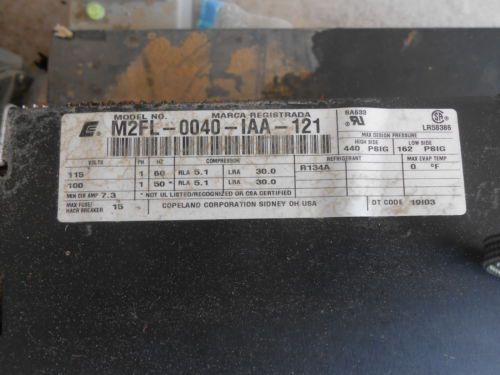 MODEL NO. MARCA REGISTRADA SA633
M2FL-0040-IAA-121
LR58386
MAX DESIGN PRESSURE
HIGH SIDE LOW SIDE
440 PSIG 162 PSIG
VOLTS PH HZ COMPRESSOR REFRIGERANT MAX EVAP TEMP
115 1 60 RLA 5.1 LRA 30.0 R134A 0 °F
100 1 50* RLA 5.1 LRA 30.0
MIN CIR AMP 7.3 * NOT UL LISTED/RECOGNIZED OR CSA CERTIFIED
MAX FUSE/ HACR BREAKER 15 COPELAND CORPORATION SIDNEY OH USA DT CODE 19I03